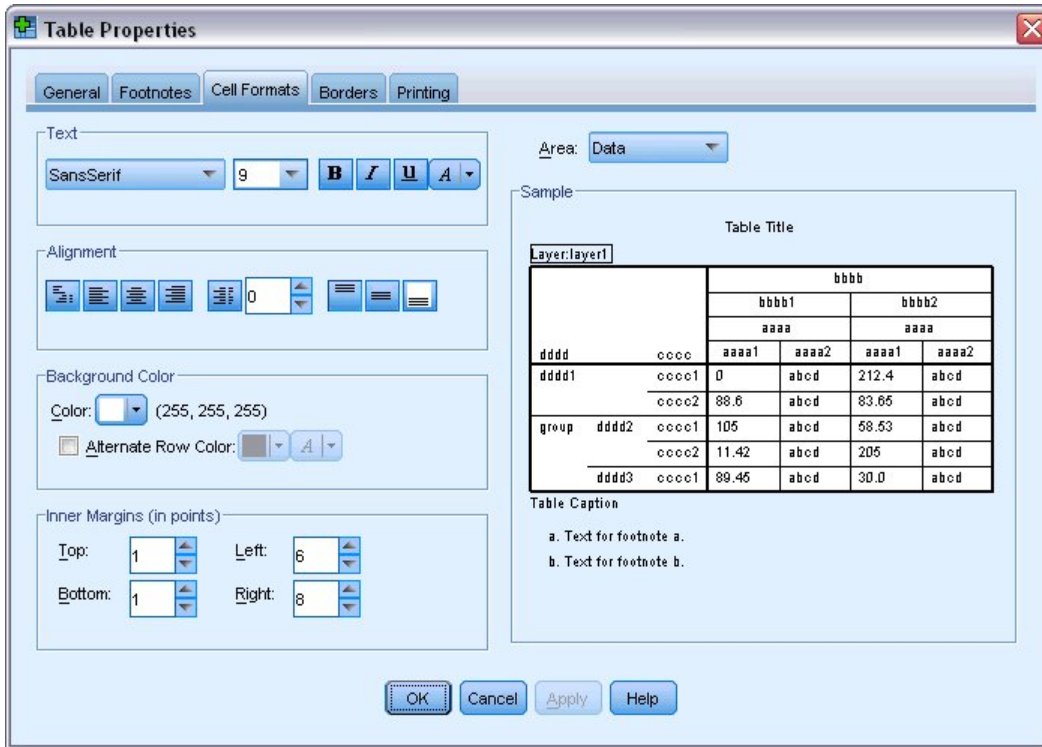 Table Properties
General Footnotes Cell Formats Borders Printing
Text
SansSerif 9 B I U A
Alignment
0
Background Color
Color: (255, 255, 255)
Alternate Row Color: A
Inner Margins (in points)
Top: 1 Left: 6
Bottom: 1 Right: 8
Area: Data
Sample
Table Title
Layer:layer1
bbbb
bbbb1 bbbb2
aaaa aaaa
dddd cccc aaaa1 aaaa2 aaaa1 aaaa2
dddd1 cccc1 0 abcd 212.4 abcd
cccc2 88.6 abcd 83.65 abcd
group dddd2 cccc1 105 abcd 58.53 abcd
cccc2 11.42 abcd 205 abcd
dddd3 cccc1 89.45 abcd 30.0 abcd
Table Caption
a. Text for footnote a.
b. Text for footnote b.
OK Cancel Apply Help